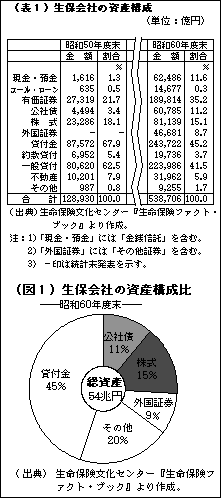 (表１) 生保会社の資産構成
(単位：億円)
昭和50年度末 昭和60年度末
金 額 割合 金 額 割合
% %
現金・預金 1,616 1.3 62,486 11.6
コール・ローン 635 0.5 14,677 0.3
有価証券 27,319 21.7 189,814 35.2
公社債 4,494 3.4 60,785 11.2
株 式 23,286 18.1 81,139 15.1
外国証券 － － 46,681 8.7
貸付金 87,572 67.9 243,722 45.2
約款貸付 6,952 5.4 19,736 3.7
一般貸付 80,620 62.5 223,986 41.5
不動産 10,201 7.9 31,962 5.9
その他 987 0.8 9,255 1.7
合 計 128,930 100.0 538,706 100.0
(出典) 生命保険文化センター『生命保険ファクト・
ブック』より作成。
注：1)「現金・預金」には「金銭信託」を含む。
2)「外国証券」には「その他証券」を含む。
3) －印は統計未発表を示す。
(図１) 生保会社の資産構成比
昭和60年度末
公社債
11%
株式
15%
外国証券
9%
その他
20%
貸付金
45%
総資産
54兆円
(出典) 生命保険文化センター『生命保険フ
ァクト・ブック』より作成。